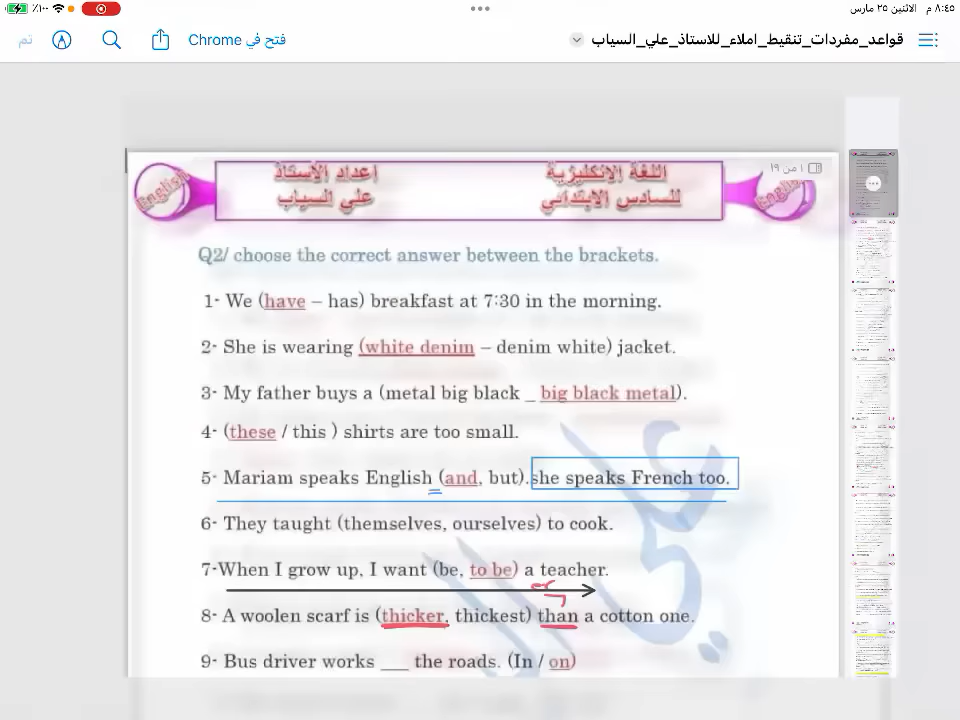 ٨:٤٥ م الاثنين ٢٥ مارس
٪١٠٠
قواعد_مفردات_تنقيط_املاء_للاستاذ_علي_السياب
فتح في Chrome
تم
١ من ١٩
English
اللغة الانكليزية
للسادس الابتدائي
اعداد الأستاذ
علي السياب
English
Q2/ choose the correct answer between the brackets.
1- We (have – has) breakfast at 7:30 in the morning.
2- She is wearing (white denim – denim white) jacket.
3- My father buys a (metal big black _ big black metal).
4- (these / this ) shirts are too small.
5- Mariam speaks English (and, but).she speaks French too.
6- They taught (themselves, ourselves) to cook.
7-When I grow up, I want (be, to be) a teacher.
er
8- A woolen scarf is (thicker, thickest) than a cotton one.
9- Bus driver works ___ the roads. (In / on)